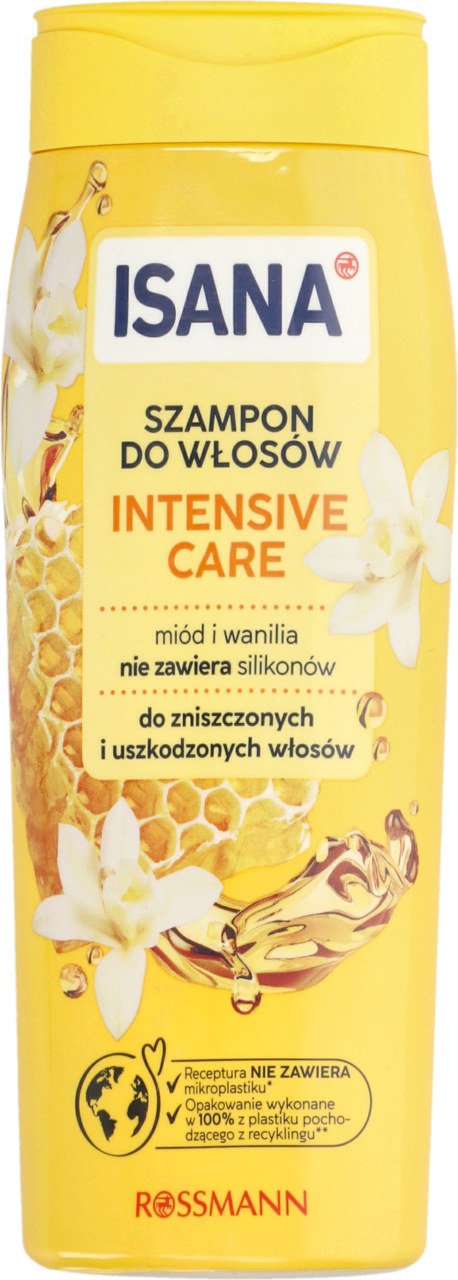 ISANA
SZAMPON
DO WŁOSÓW
INTENSIVE
CARE
miód i wanilia
nie zawiera silikonów
do zniszczonych
i uszkodzonych włosów
Receptura NIE ZAWIERA
mikroplastiku*
Opakowanie wykonane
w 100% z plastiku pocho-
dzącego z recyklingu**
ROSSMANN